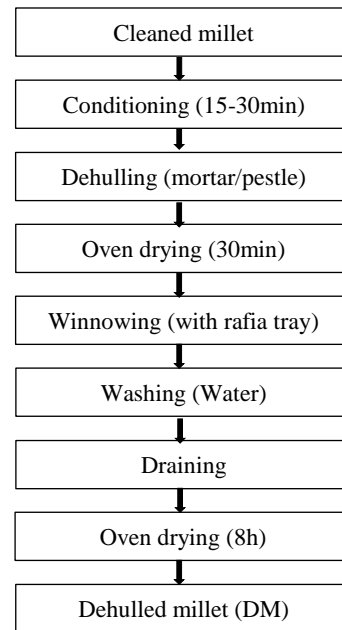 Cleaned millet
Conditioning (15-30min)
Dehulling (mortar/pestle)
Oven drying (30min)
Winnowing (with rafia tray)
Washing (Water)
Draining
Oven drying (8h)
Dehulled millet (DM)